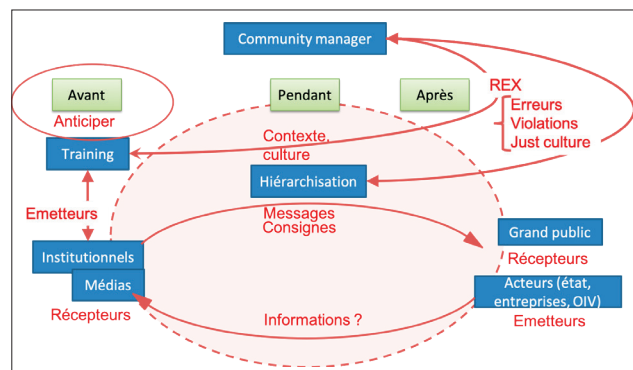 Community manager
Avant
Pendant
Après
REX
Erreurs
Violations
Just culture
Anticiper
Contexte,
culture
Training
Hiérarchisation
Emetteurs
Messages
Consignes
Grand public
Récepteurs
Institutionnels
Médias
Récepteurs
Acteurs (état,
entreprises, OIV)
Emetteurs
Informations ?